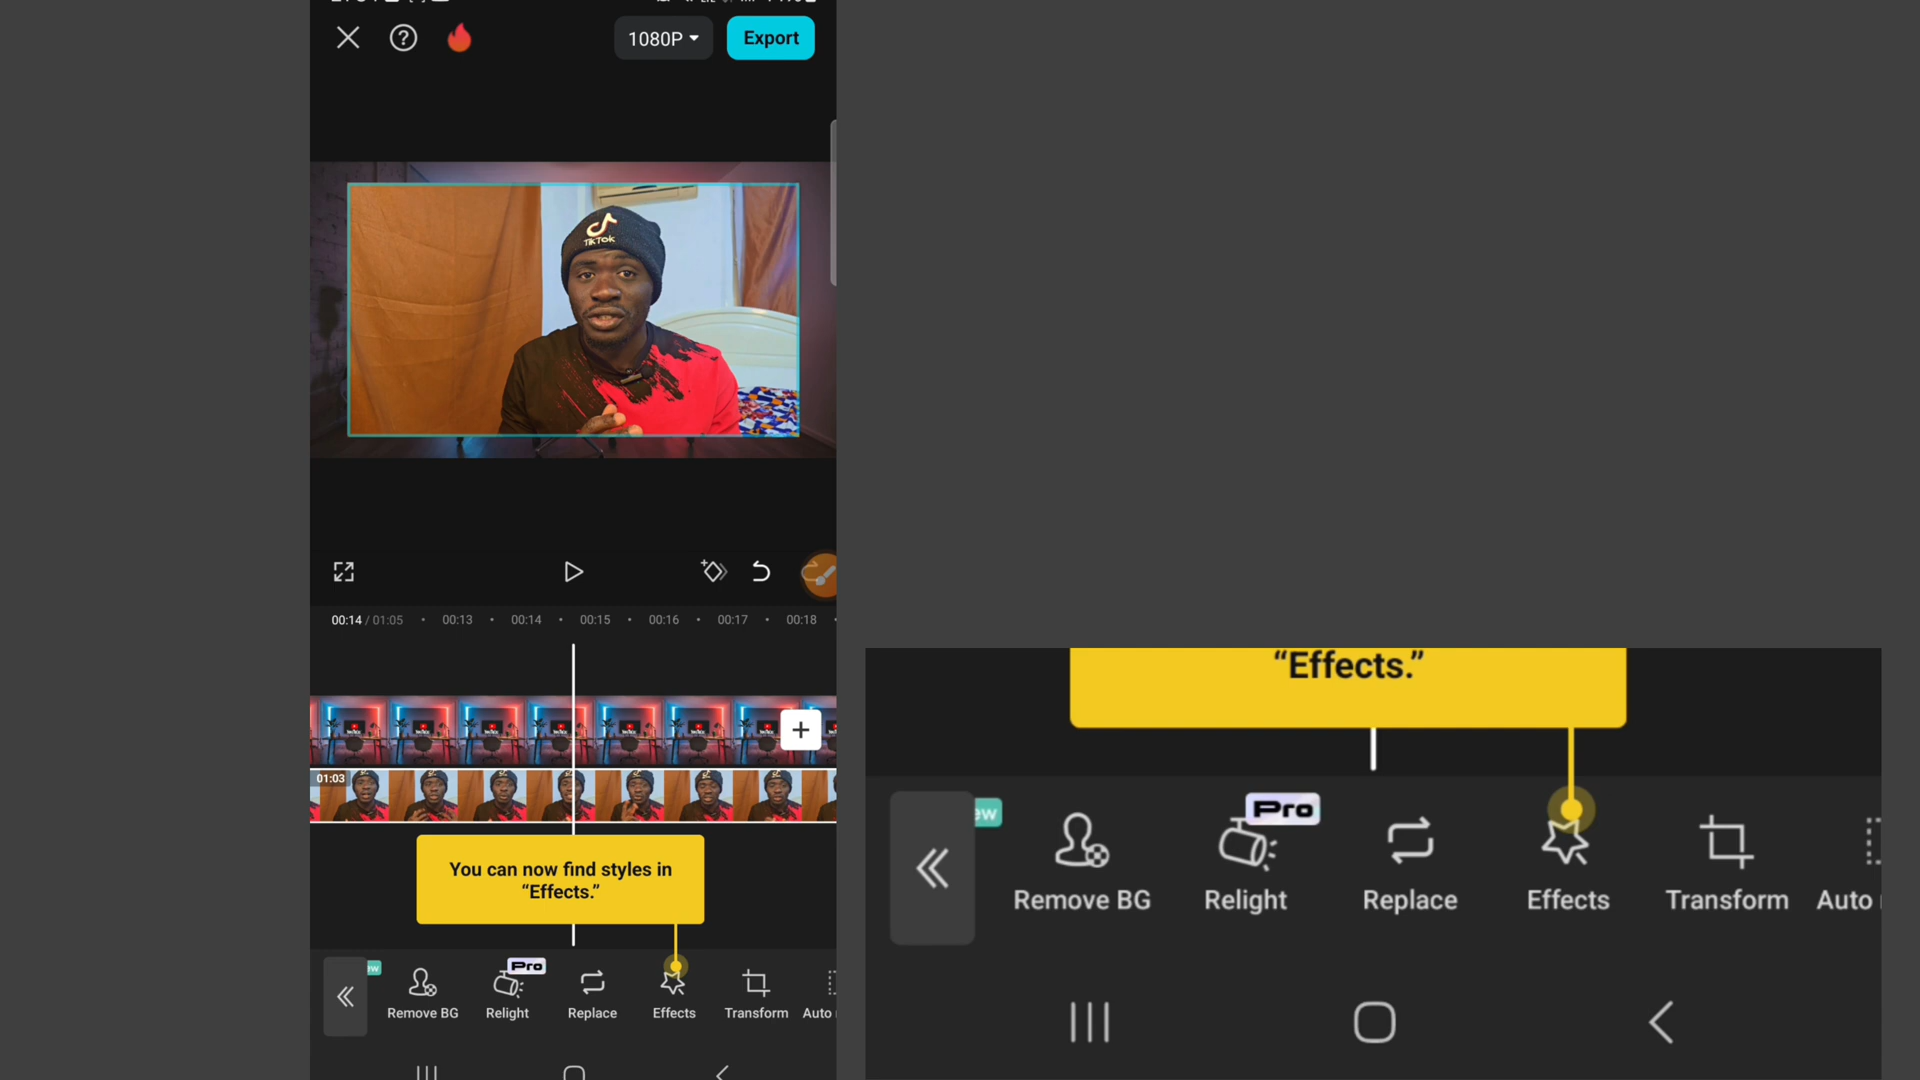 1080P
Export
TikTok
00:14 / 01:05
00:13
00:14
00:15
00:16
00:17
00:18
01:03
You can now find styles in
“Effects.”
Pro
Remove BG
Relight
Replace
Effects
Transform
Auto
“Effects.”
Pro
Remove BG
Relight
Replace
Effects
Transform
Auto